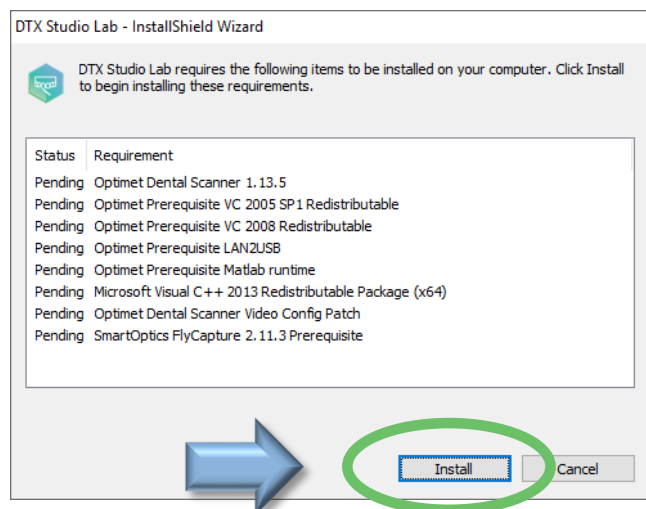 DTX Studio Lab - InstallShield Wizard
DTX Studio Lab requires the following items to be installed on your computer. Click Install
to begin installing these requirements.
Status Requirement
Pending Optimet Dental Scanner 1.13.5
Pending Optimet Prerequisite VC 2005 SP1 Redistributable
Pending Optimet Prerequisite VC 2008 Redistributable
Pending Optimet Prerequisite LAN2USB
Pending Optimet Prerequisite Matlab runtime
Pending Microsoft Visual C++ 2013 Redistributable Package (x64)
Pending Optimet Dental Scanner Video Config Patch
Pending SmartOptics FlyCapture 2.11.3 Prerequisite
Install Cancel